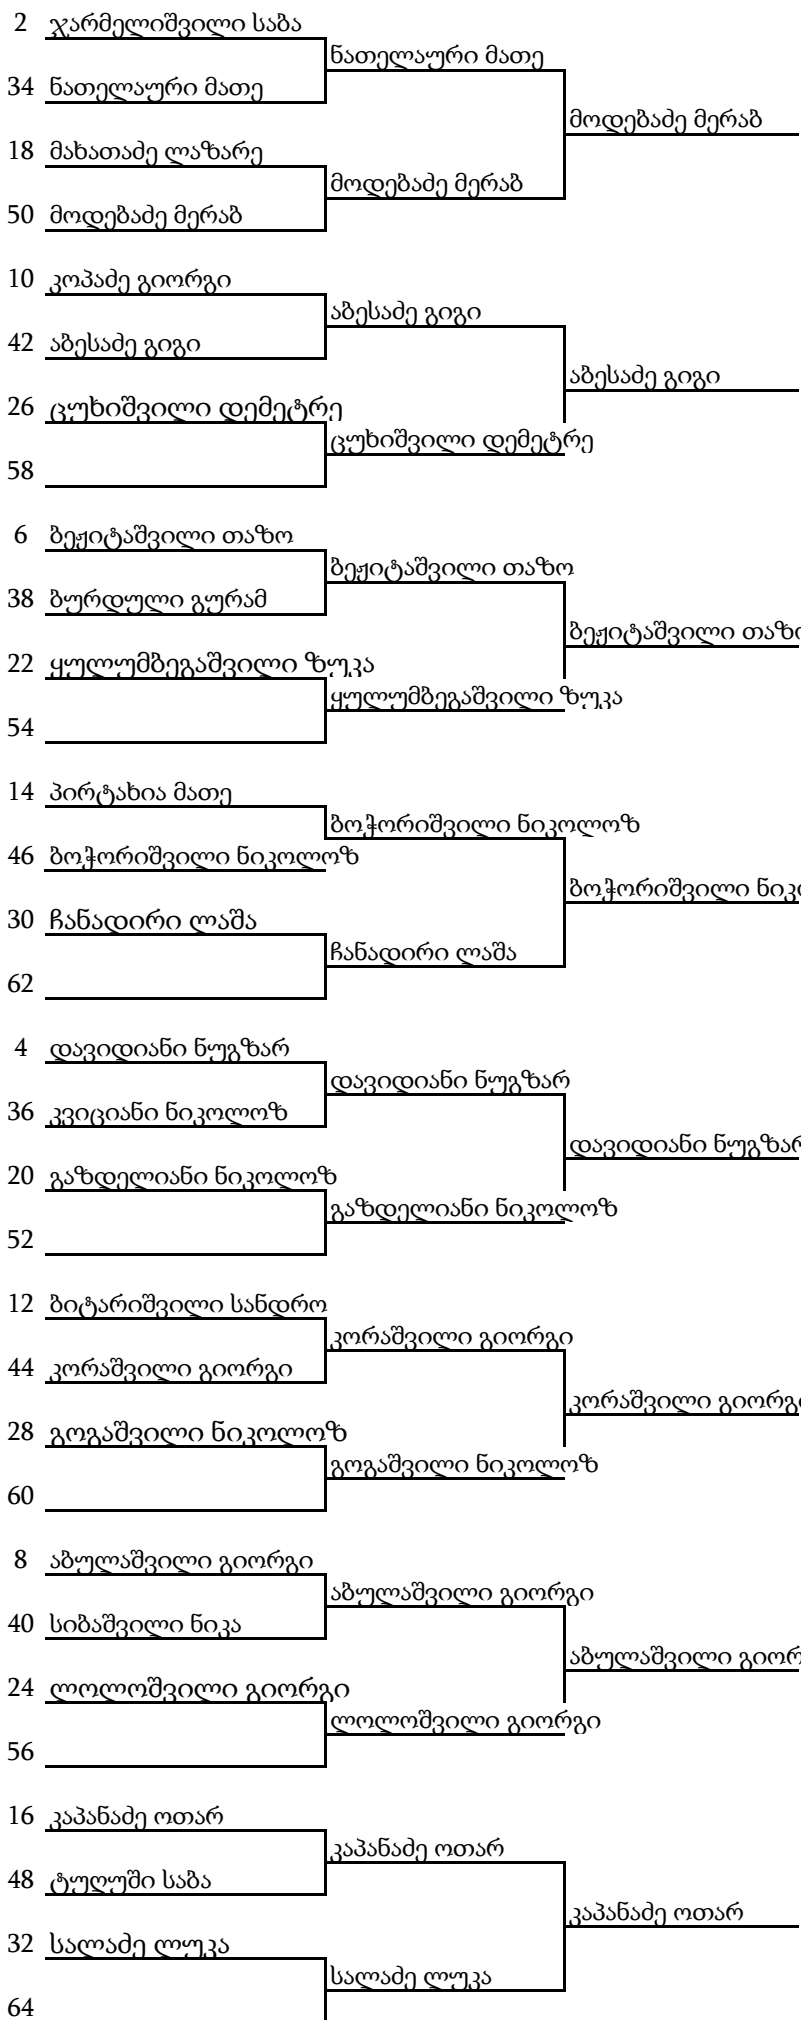 2 ჯარმელიშვილი საბა
ნათელაური მათე
34 ნათელაური მათე
მოდებაძე მერაბ
18 მახათაძე ლაზარე
მოდებაძე მერაბ
50 მოდებაძე მერაბ
10 კოპაძე გიორგი
აბესაძე გიგი
42 აბესაძე გიგი
აბესაძე გიგი
26 ცუხიშვილი დემეტრე
ცუხიშვილი დემეტრე
58
6 ბეჟიტაშვილი თაზო
ბეჟიტაშვილი თაზო
38 ბურდული გურამ
ბეჟიტაშვილი თაზო
22 ყულუმბეგაშვილი ზუკა
ყულუმბეგაშვილი ზუკა
54
14 პირტახია მათე
ბოჭორიშვილი ნიკოლოზ
46 ბოჭორიშვილი ნიკოლოზ
ბოჭორიშვილი ნიკო
30 ჩანადირი ლაშა
ჩანადირი ლაშა
62
4 დავიდიანი ნუგზარ
დავიდიანი ნუგზარ
36 კვიციანი ნიკოლოზ
დავიდიანი ნუგზარ
20 გაზდელიანი ნიკოლოზ
გაზდელიანი ნიკოლოზ
52
12 ბიტარიშვილი სანდრო
კორაშვილი გიორგი
44 კორაშვილი გიორგი
კორაშვილი გიორგი
28 გოგაშვილი ნიკოლოზ
გოგაშვილი ნიკოლოზ
60
8 აბულაშვილი გიორგი
აბულაშვილი გიორგი
40 სიბაშვილი ნიკა
აბულაშვილი გიორ
24 ლოლოშვილი გიორგი
ლოლოშვილი გიორგი
56
16 კაპანაძე ოთარ
კაპანაძე ოთარ
48 ტუღუში საბა
კაპანაძე ოთარ
32 სალაძე ლუკა
სალაძე ლუკა
64